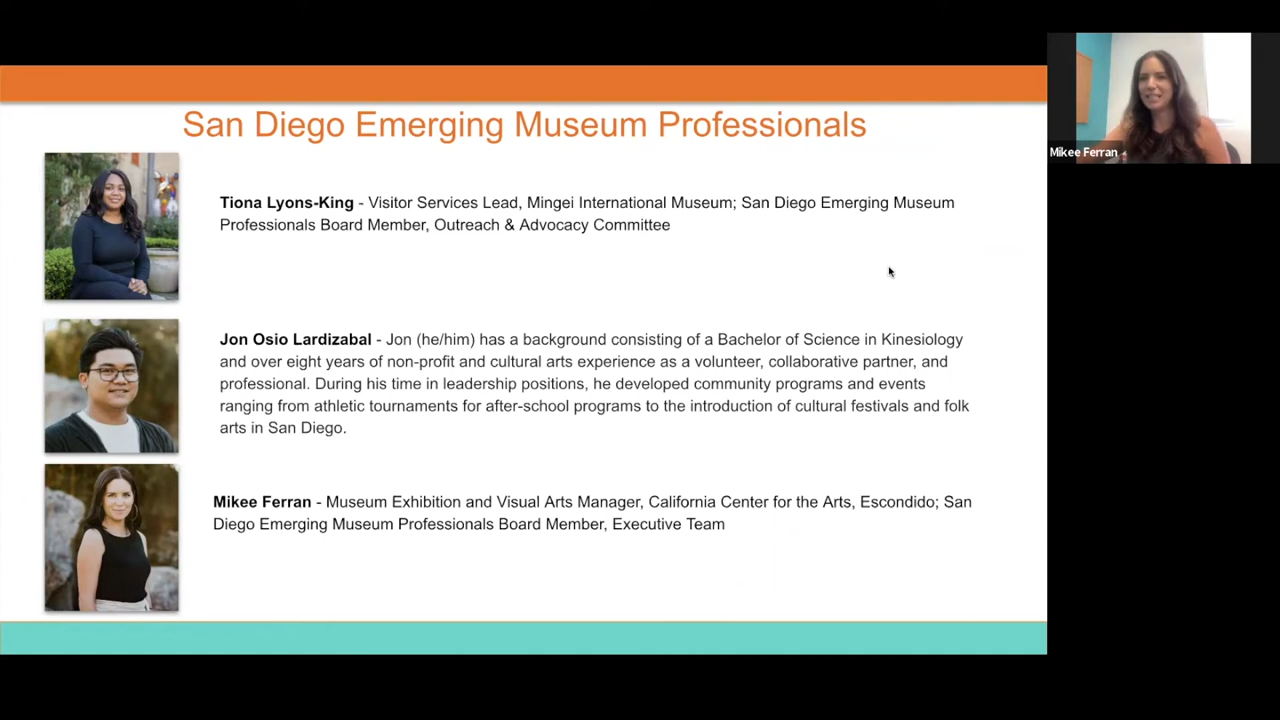 San Diego Emerging Museum Professionals
Mikee Ferran
Tiona Lyons-King - Visitor Services Lead, Mingei International Museum; San Diego Emerging Museum
Professionals Board Member, Outreach & Advocacy Committee
Jon Osio Lardizabal - Jon (he/him) has a background consisting of a Bachelor of Science in Kinesiology
and over eight years of non-profit and cultural arts experience as a volunteer, collaborative partner, and
professional. During his time in leadership positions, he developed community programs and events
ranging from athletic tournaments for after-school programs to the introduction of cultural festivals and folk
arts in San Diego.
Mikee Ferran - Museum Exhibition and Visual Arts Manager, California Center for the Arts, Escondido; San
Diego Emerging Museum Professionals Board Member, Executive Team